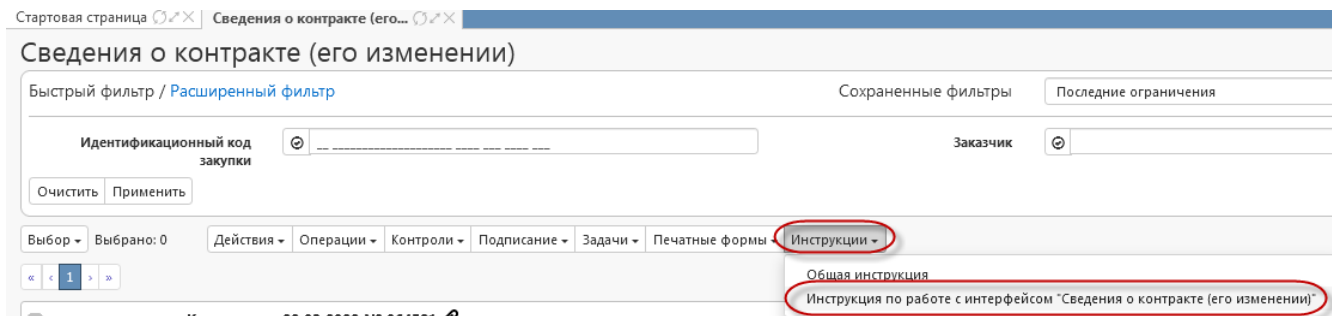 Стартовая страница
Сведения о контракте (его...
Сведения о контракте (его изменении)
Быстрый фильтр / Расширенный фильтр
Сохраненные фильтры
Последние ограничения
Идентификационный код закупки
Заказчик
Очистить
Применить
Выбор
Выбрано: 0
Действия
Операции
Контроли
Подписание
Задачи
Печатные формы
Инструкции
« ‹ 1 › »
Общая инструкция
Инструкция по работе с интерфейсом "Сведения о контракте (его изменении)"